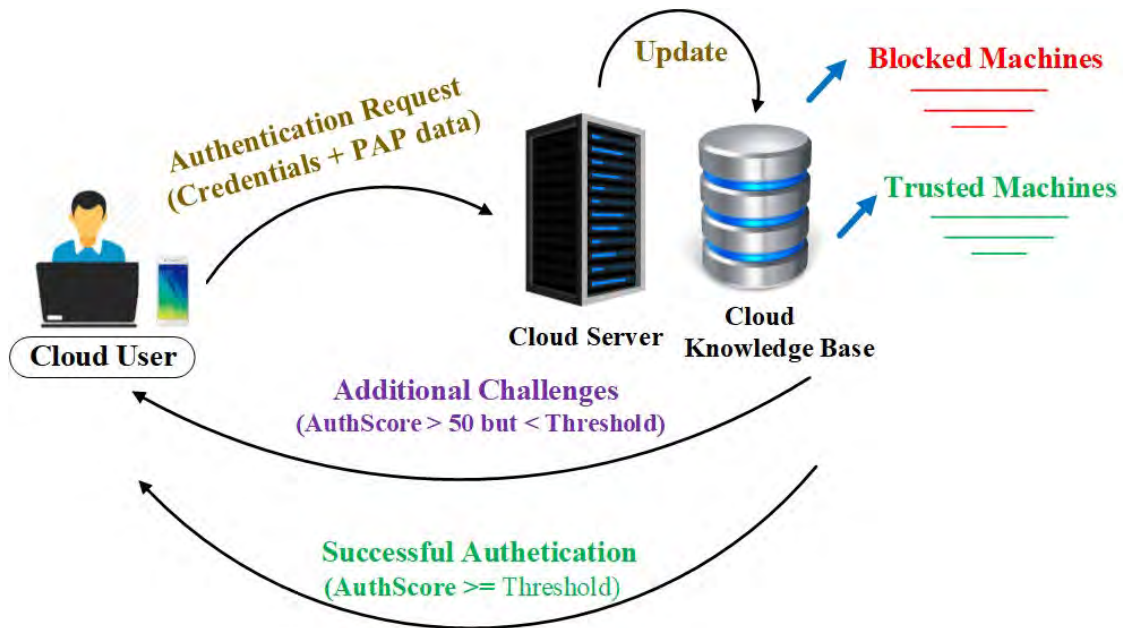 Update
Blocked Machines
Authentication Request
(Credentials + PAP data)
Trusted Machines
Cloud User
Cloud Server
Cloud
Knowledge Base
Additional Challenges
(AuthScore > 50 but < Threshold)
Successful Authetication
(AuthScore >= Threshold)